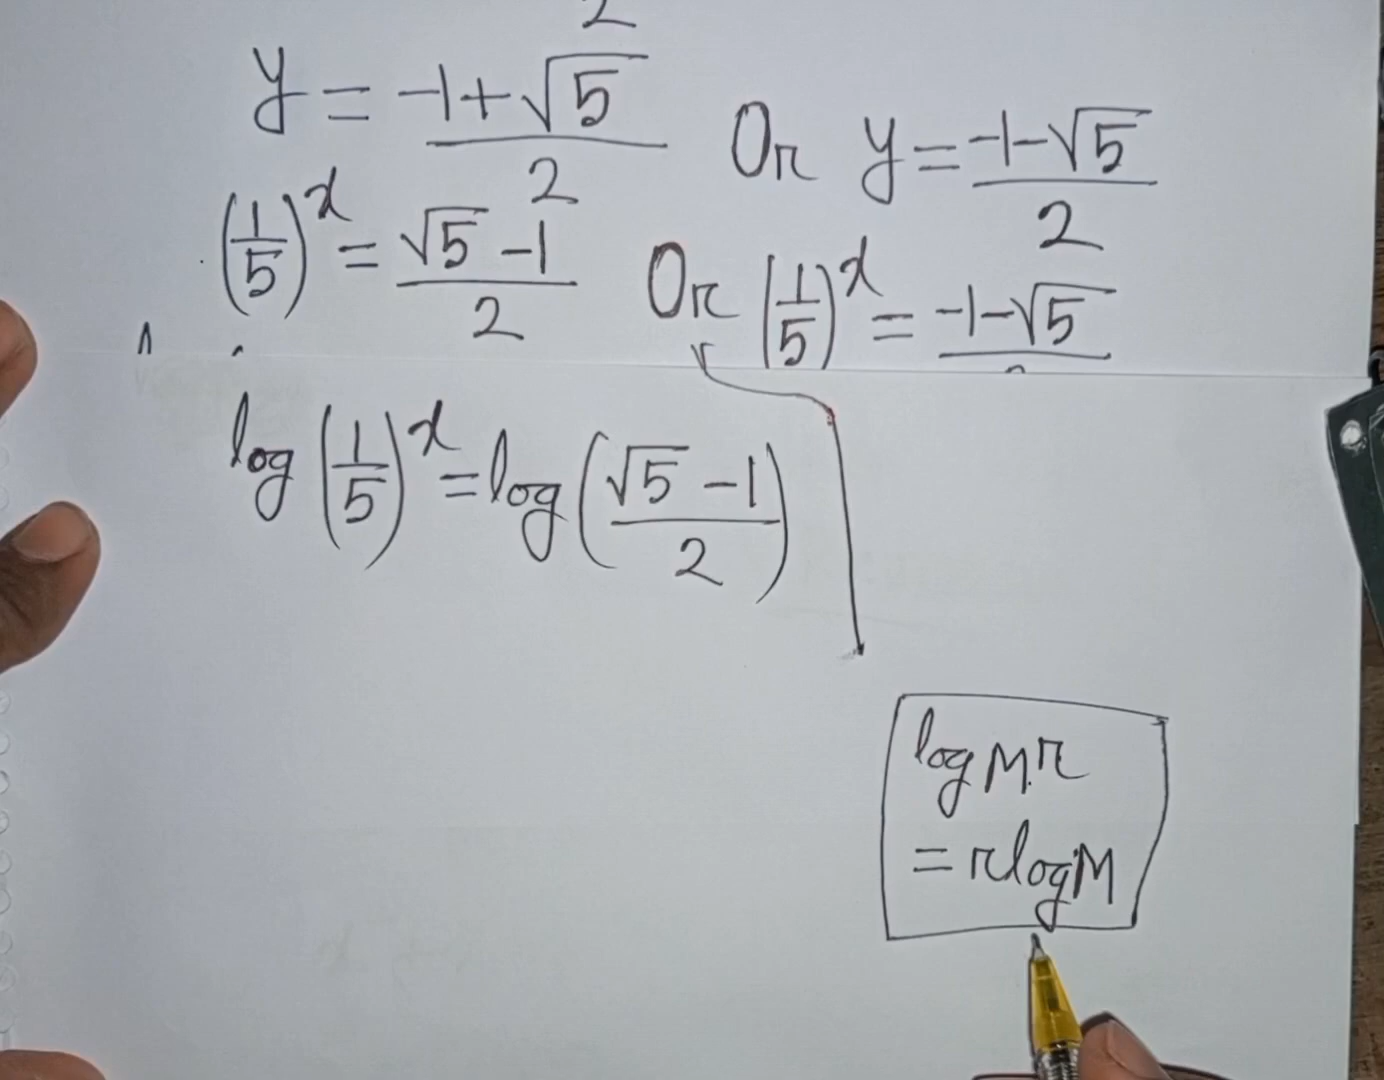 2
y = (-1+√5)/2 Or y = (-1-√5)/2
(1/5)^x = (√5 -1)/2 Or (1/5)^x = (-1-√5)/
log (1/5)^x = log ((√5 -1)/2)
log M^r
= r log M